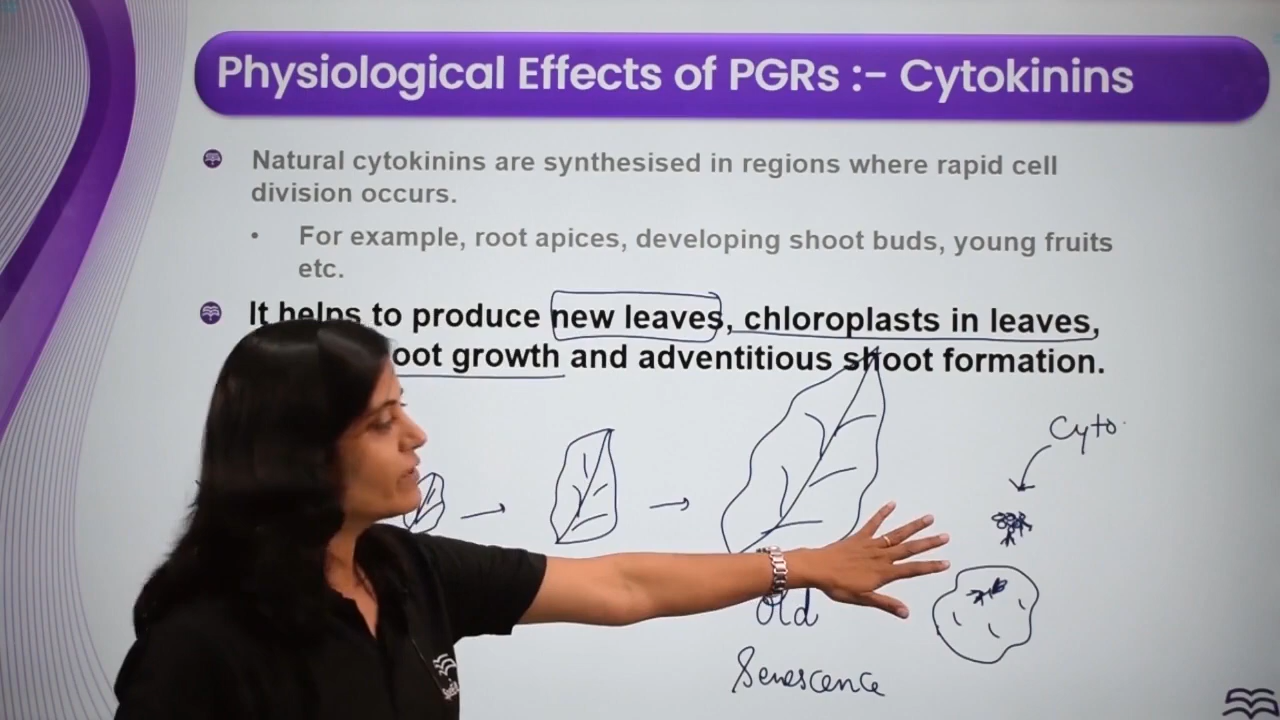 Physiological Effects of PGRs :- Cytokinins
Natural cytokinins are synthesised in regions where rapid cell
division occurs.
• For example, root apices, developing shoot buds, young fruits
etc.
It helps to produce new leaves, chloroplasts in leaves,
oot growth and adventitious shoot formation.
Cyto.
Old
Senescence